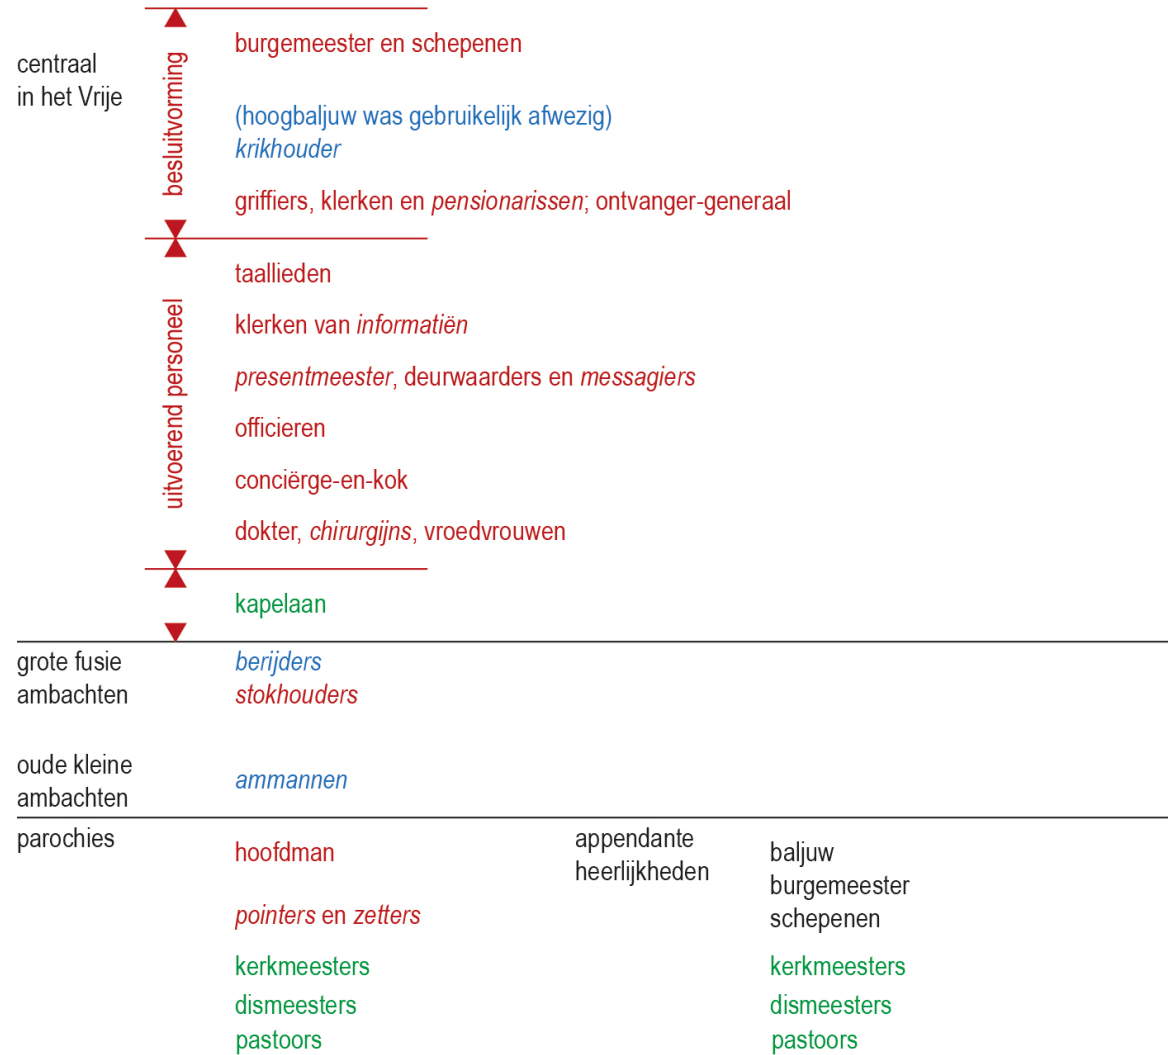 centraal
in het Vrije
besluitvorming
burgemeester en schepenen
(hoogbaljuw was gebruikelijk afwezig)
krikhouder
griffiers, klerken en pensionarissen; ontvanger-generaal
uitvoerend personeel
taallieden
klerken van informatiën
presentmeester, deurwaarders en messagiers
officieren
conciërge-en-kok
dokter, chirurgijns, vroedvrouwen
kapelaan
grote fusie
ambachten
berijders
stokhouders
oude kleine
ambachten
ammannen
parochies
hoofdman
pointers en zetters
kerkmeesters
dismeesters
pastoors
appendante
heerlijkheden
baljuw
burgemeester
schepenen
kerkmeesters
dismeesters
pastoors